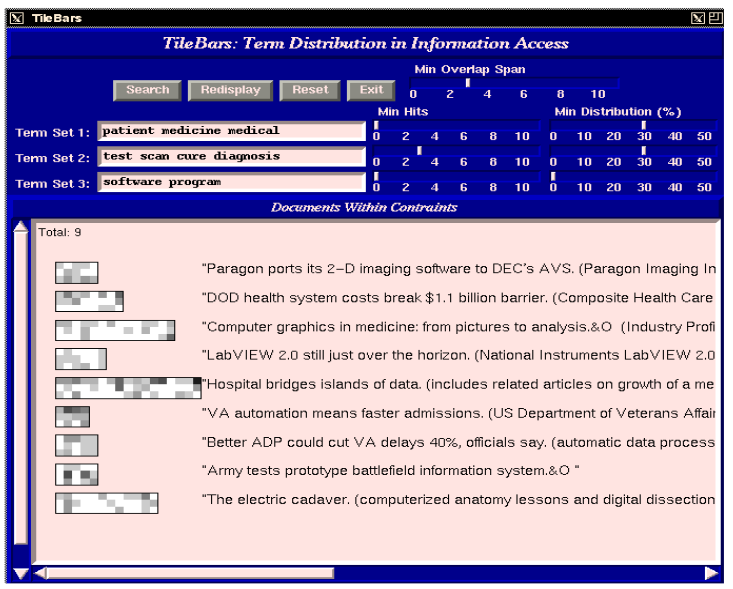 TileBars
TileBars: Term Distribution in Information Access
Min Overlap Span
Search Redisplay Reset Exit
0 2 4 6 8 10
Min Hits Min Distribution (%)
Term Set 1: patient medicine medical 0 2 4 6 8 10 0 10 20 30 40 50
Term Set 2: test scan cure diagnosis 0 2 4 6 8 10 0 10 20 30 40 50
Term Set 3: software program 0 2 4 6 8 10 0 10 20 30 40 50
Documents Within Contraints
Total: 9
"Paragon ports its 2-D imaging software to DEC's AVS. (Paragon Imaging In
"DOD health system costs break $1.1 billion barrier. (Composite Health Care
"Computer graphics in medicine: from pictures to analysis.&O (Industry Profi
"LabVIEW 2.0 still just over the horizon. (National Instruments LabVIEW 2.0
"Hospital bridges islands of data. (includes related articles on growth of a me
"VA automation means faster admissions. (US Department of Veterans Affair
"Better ADP could cut VA delays 40%, officials say. (automatic data process
"Army tests prototype battlefield information system.&O "
"The electric cadaver. (computerized anatomy lessons and digital dissection